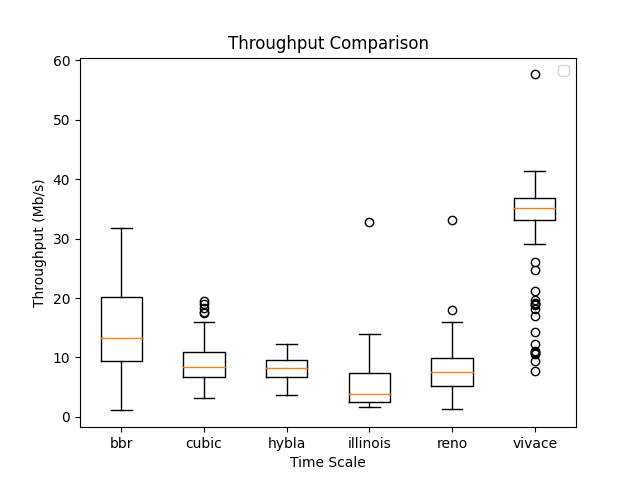 Throughput Comparison
60
50
40
30
20
10
0
Throughput (Mb/s)
bbr cubic hybla illinois reno vivace
Time Scale